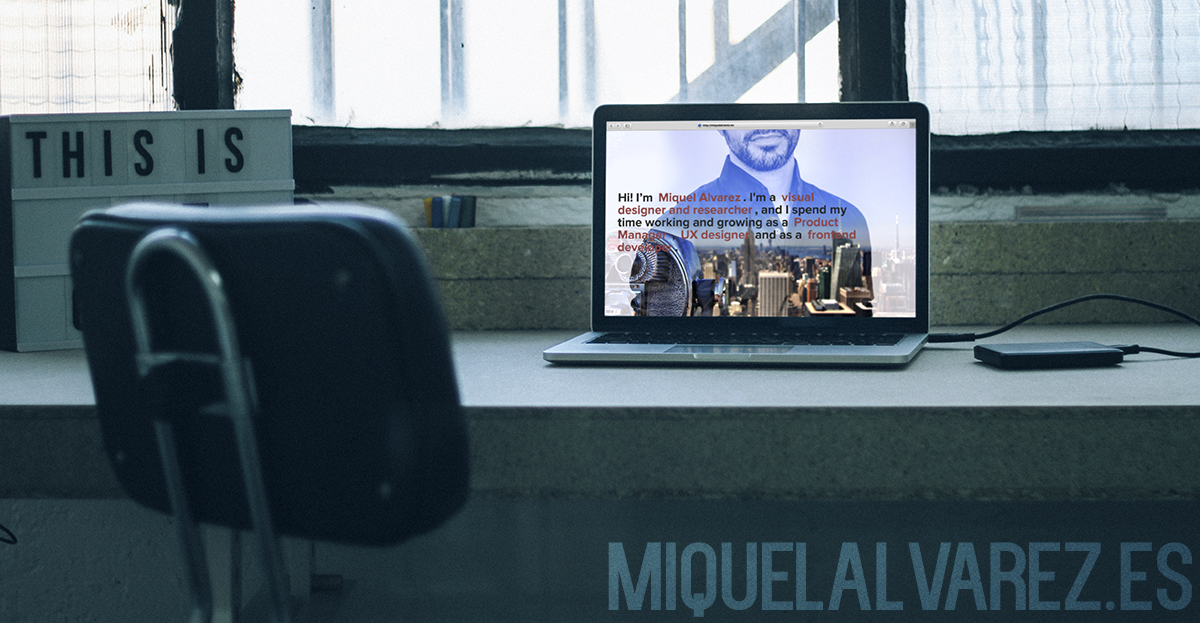 THIS IS
Hi! I'm Miquel Alvarez. I'm a visual
designer and researcher, and I spend my
time working and growing as a Product
Manager, UX designer and as a frontend
developer.
MIQUELALVAREZ.ES